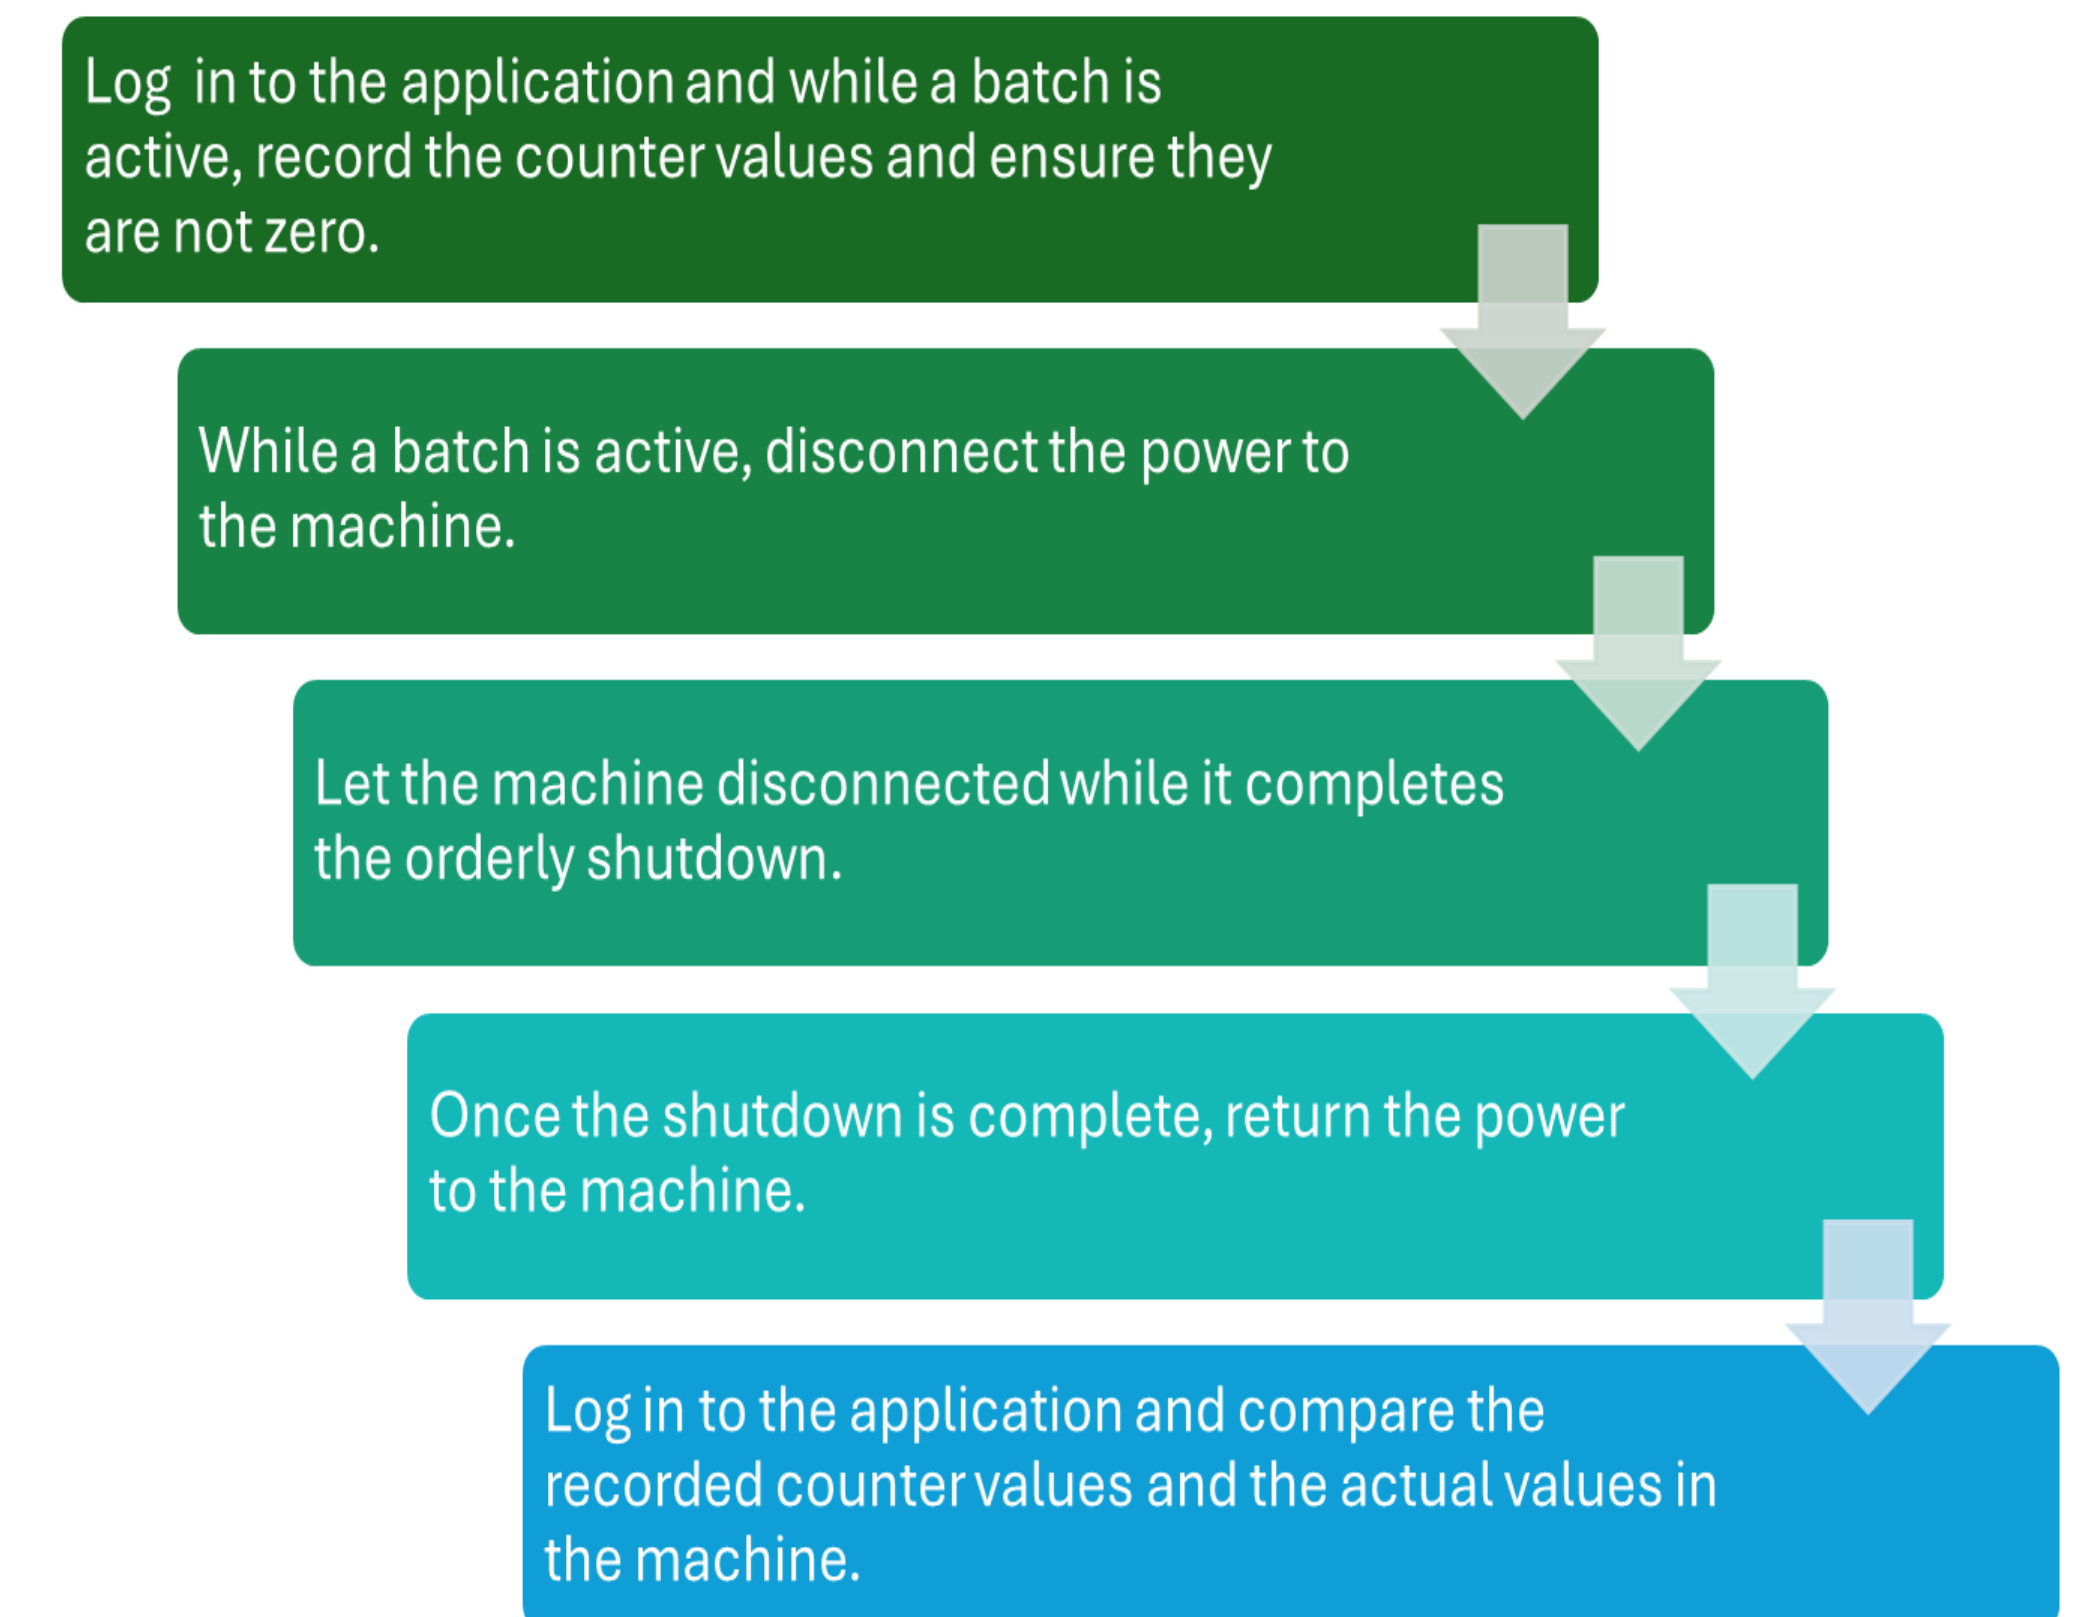 Log in to the application and while a batch is
active, record the counter values and ensure they
are not zero.
While a batch is active, disconnect the power to
the machine.
Let the machine disconnected while it completes
the orderly shutdown.
Once the shutdown is complete, return the power
to the machine.
Log in to the application and compare the
recorded counter values and the actual values in
the machine.